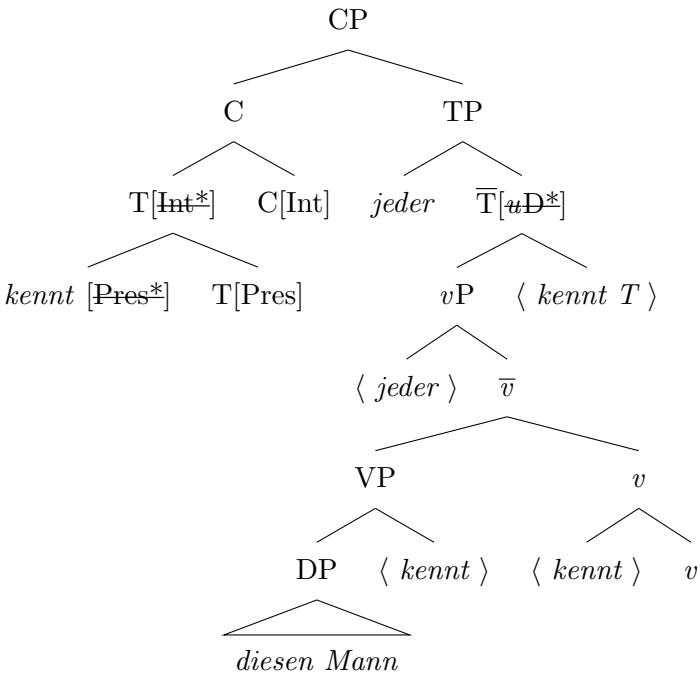 CP
C TP
T[Int*] C[Int] jeder T̅[uD*]
kennt [Pres*] T[Pres] vP ⟨ kennt T ⟩
⟨ jeder ⟩ v̅
VP v
DP ⟨ kennt ⟩ ⟨ kennt ⟩ v
diesen Mann